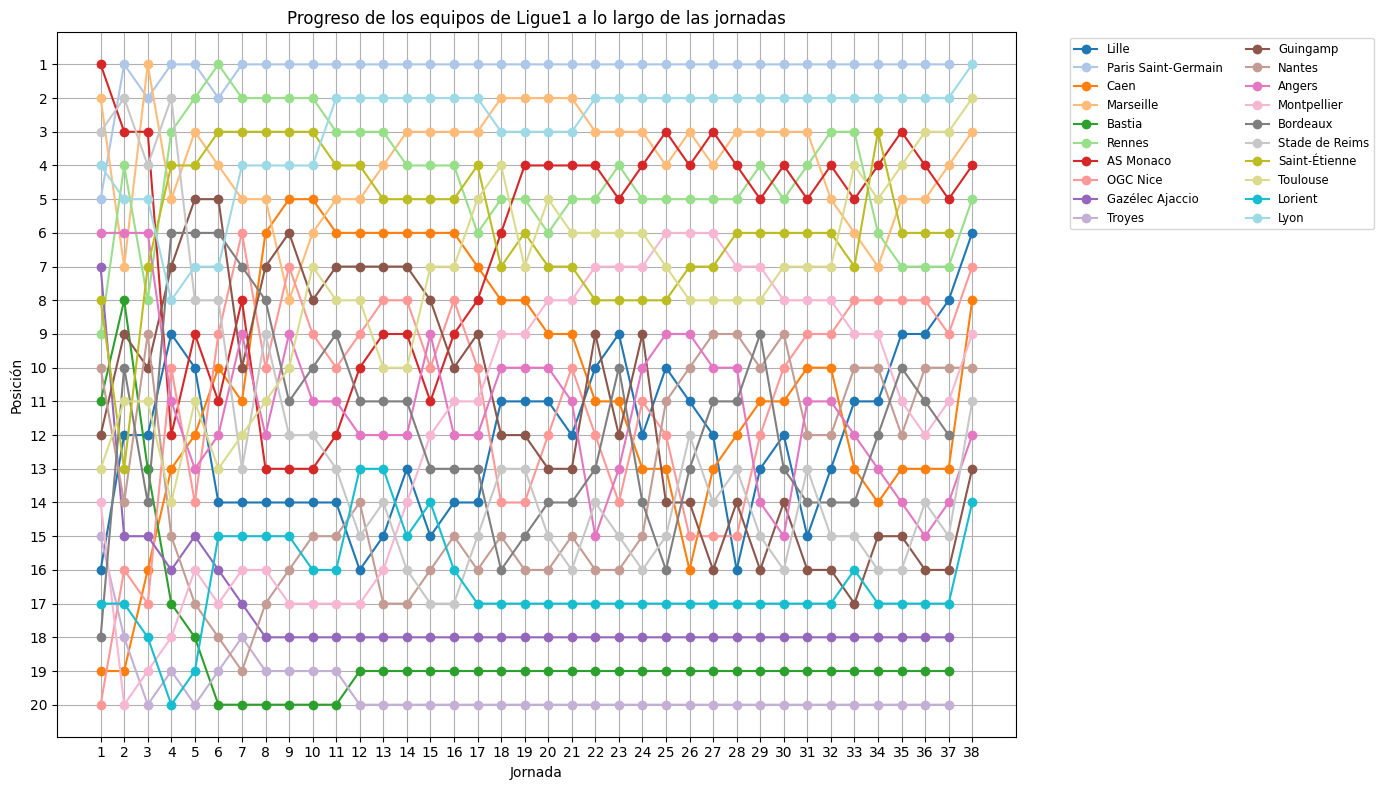 Progreso de los equipos de Ligue1 a lo largo de las jornadas
Posición
1
2
3
4
5
6
7
8
9
10
11
12
13
14
15
16
17
18
19
20
1 2 3 4 5 6 7 8 9 10 11 12 13 14 15 16 17 18 19 20 21 22 23 24 25 26 27 28 29 30 31 32 33 34 35 36 37 38
Jornada
Lille
Paris Saint-Germain
Caen
Marseille
Bastia
Rennes
AS Monaco
OGC Nice
Gazélec Ajaccio
Troyes
Guingamp
Nantes
Angers
Montpellier
Bordeaux
Stade de Reims
Saint-Étienne
Toulouse
Lorient
Lyon